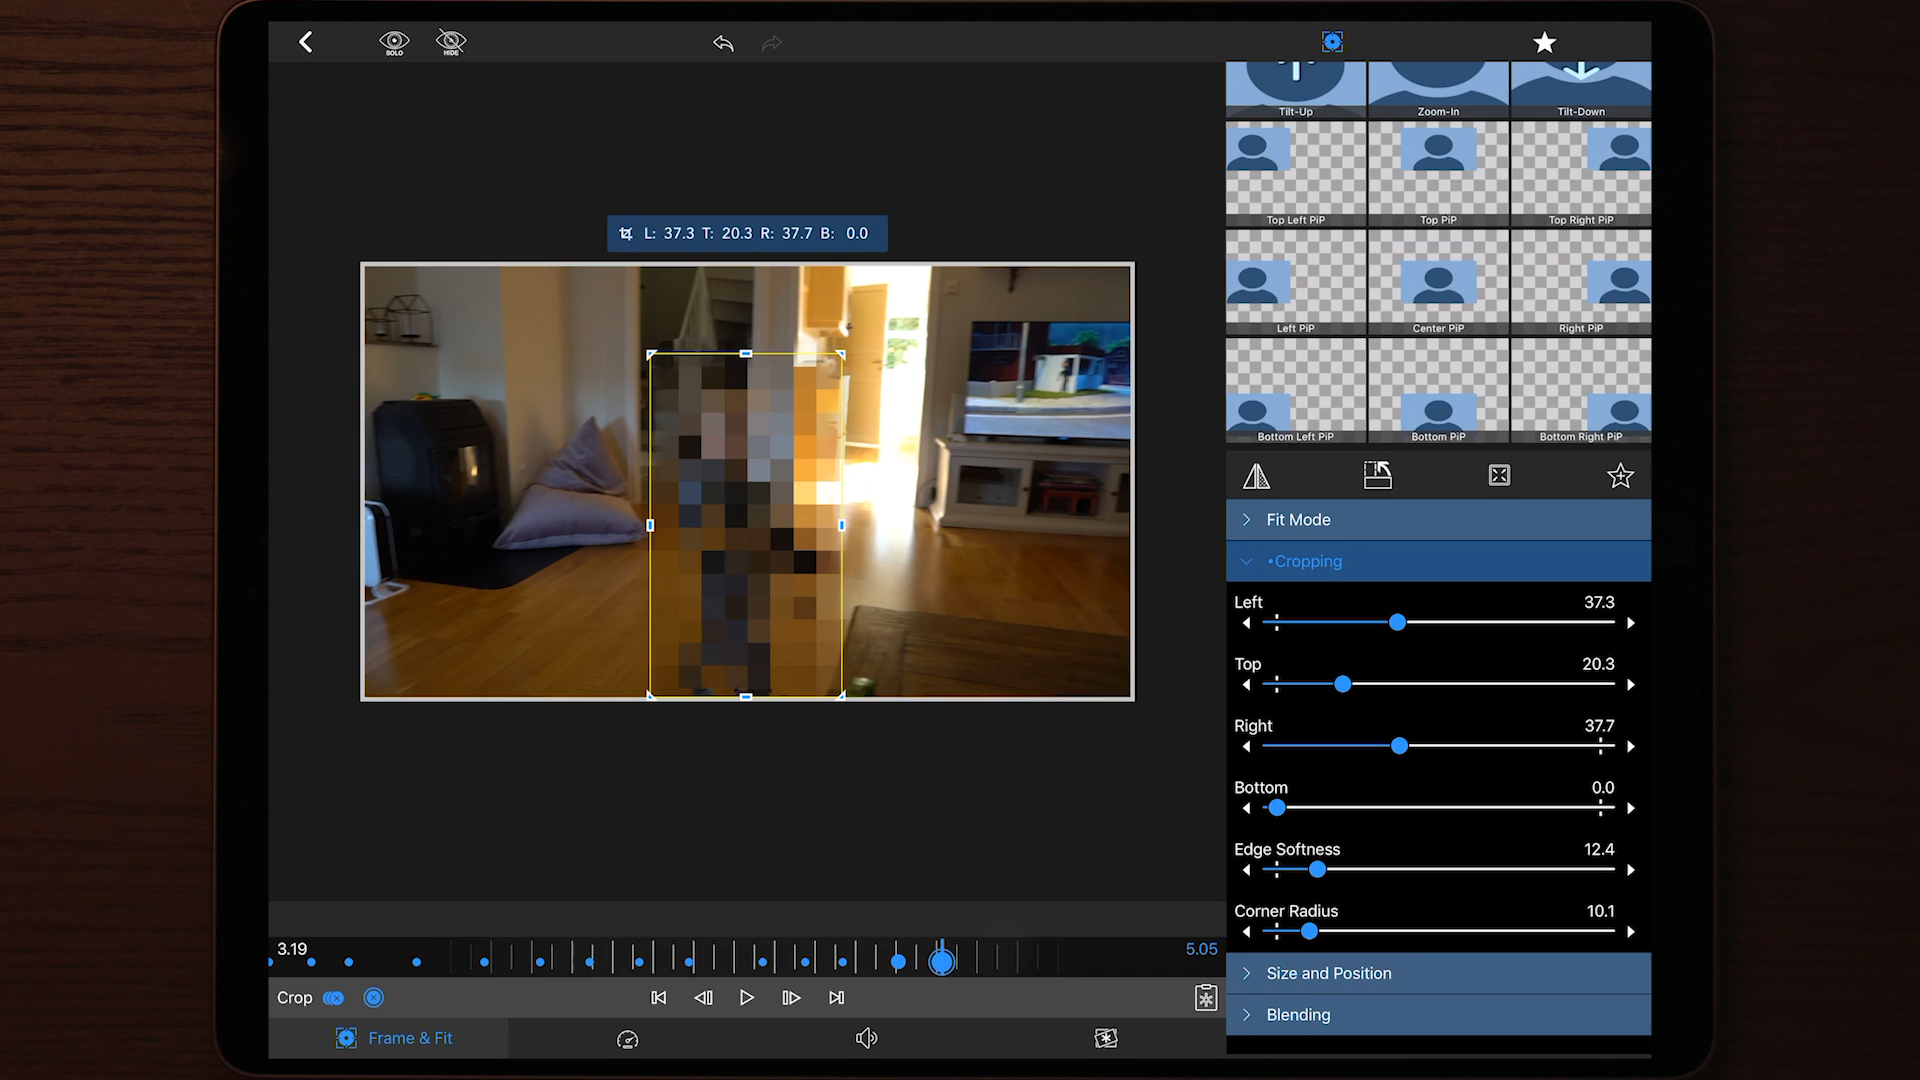 SOLO
HIDE
Tilt-Up
Zoom-In
Tilt-Down
Top Left PiP
Top PiP
Top Right PiP
L: 37.3 T: 20.3 R: 37.7 B: 0.0
Left PiP
Center PiP
Right PiP
Bottom Left PiP
Bottom PiP
Bottom Right PiP
Fit Mode
•Cropping
Left 37.3
Top 20.3
Right 37.7
Bottom 0.0
Edge Softness 12.4
Corner Radius 10.1
3.19
5.05
Size and Position
Crop
Blending
Frame & Fit